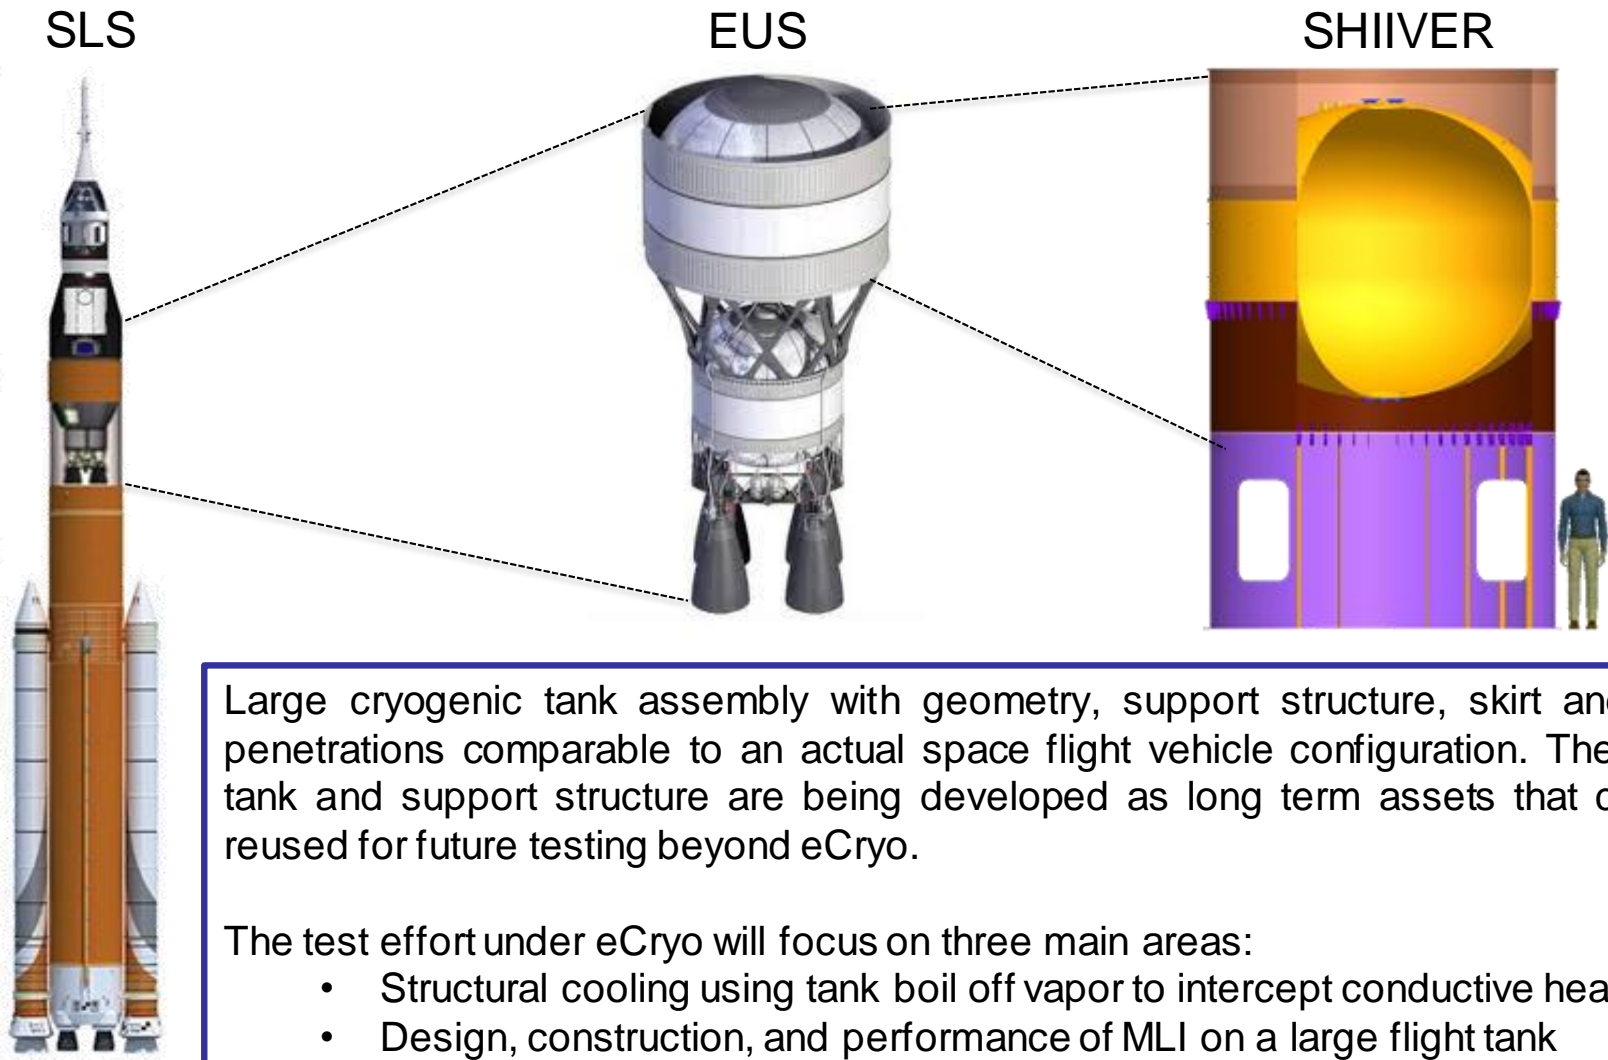 SLS EUS SHIIVER
Large cryogenic tank assembly with geometry, support structure, skirt and
penetrations comparable to an actual space flight vehicle configuration. The
tank and support structure are being developed as long term assets that
reused for future testing beyond eCryo.
The test effort under eCryo will focus on three main areas:
• Structural cooling using tank boil off vapor to intercept conductive
• Design, construction, and performance of MLI on a large flight tank